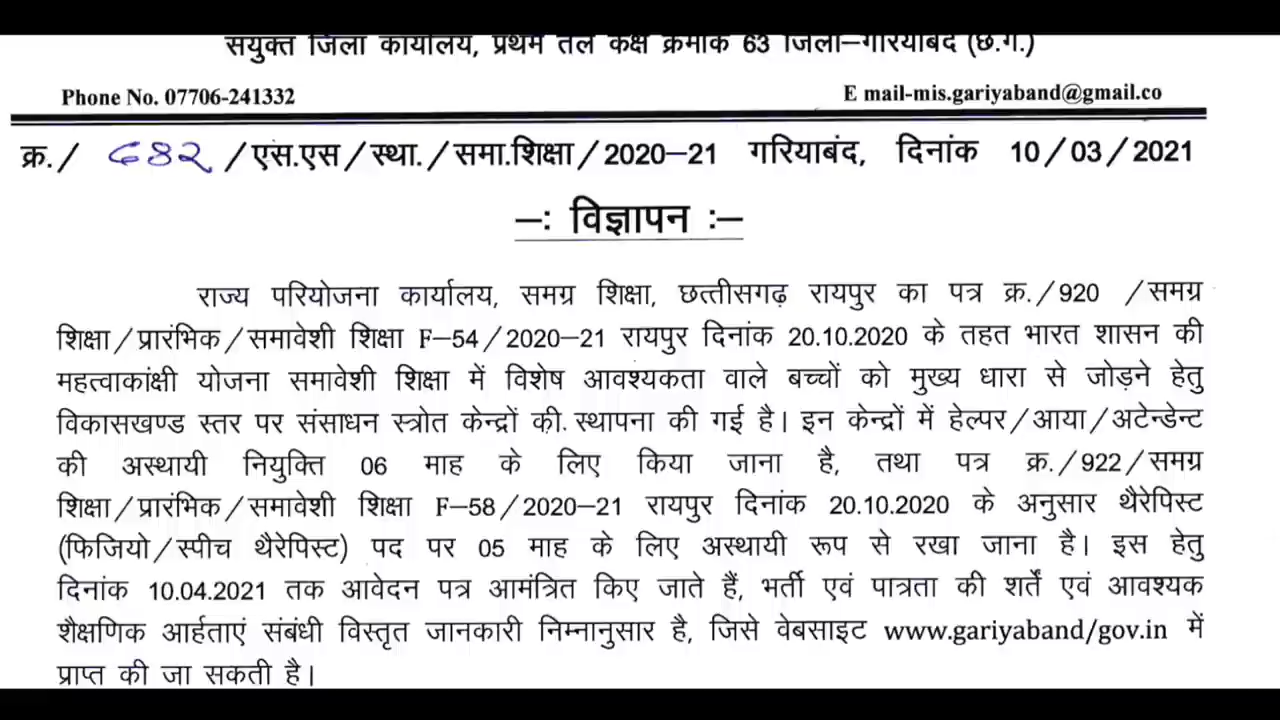 संयुक्त जिला कार्यालय, प्रथम तल कक्ष क्रमांक 63 जिला–गरियाबंद (छ.ग.)
Phone No. 07706-241332
E mail-mis.gariyaband@gmail.co
क्र./ 682 /एस.एस/स्था./समा.शिक्षा/2020–21 गरियाबंद, दिनांक 10/03/2021
–: विज्ञापन :–
राज्य परियोजना कार्यालय, समग्र शिक्षा, छत्तीसगढ़ रायपुर का पत्र क्र./920 /समग्र
शिक्षा/प्रारंभिक/समावेशी शिक्षा F–54/2020–21 रायपुर दिनांक 20.10.2020 के तहत भारत शासन की
महत्वाकांक्षी योजना समावेशी शिक्षा में विशेष आवश्यकता वाले बच्चों को मुख्य धारा से जोड़ने हेतु
विकासखण्ड स्तर पर संसाधन स्त्रोत केन्द्रों की स्थापना की गई है। इन केन्द्रों में हेल्पर/आया/अटेन्डेन्ट
की अस्थायी नियुक्ति 06 माह के लिए किया जाना है, तथा पत्र क्र./922/समग्र
शिक्षा/प्रारंभिक/समावेशी शिक्षा F–58/2020–21 रायपुर दिनांक 20.10.2020 के अनुसार थैरेपिस्ट
(फिजियो/स्पीच थैरेपिस्ट) पद पर 05 माह के लिए अस्थायी रूप से रखा जाना है। इस हेतु
दिनांक 10.04.2021 तक आवेदन पत्र आमंत्रित किए जाते हैं, भर्ती एवं पात्रता की शर्तें एवं आवश्यक
शैक्षणिक आर्हताएं संबंधी विस्तृत जानकारी निम्नानुसार है, जिसे वेबसाइट www.gariyaband/gov.in में
प्राप्त की जा सकती है।